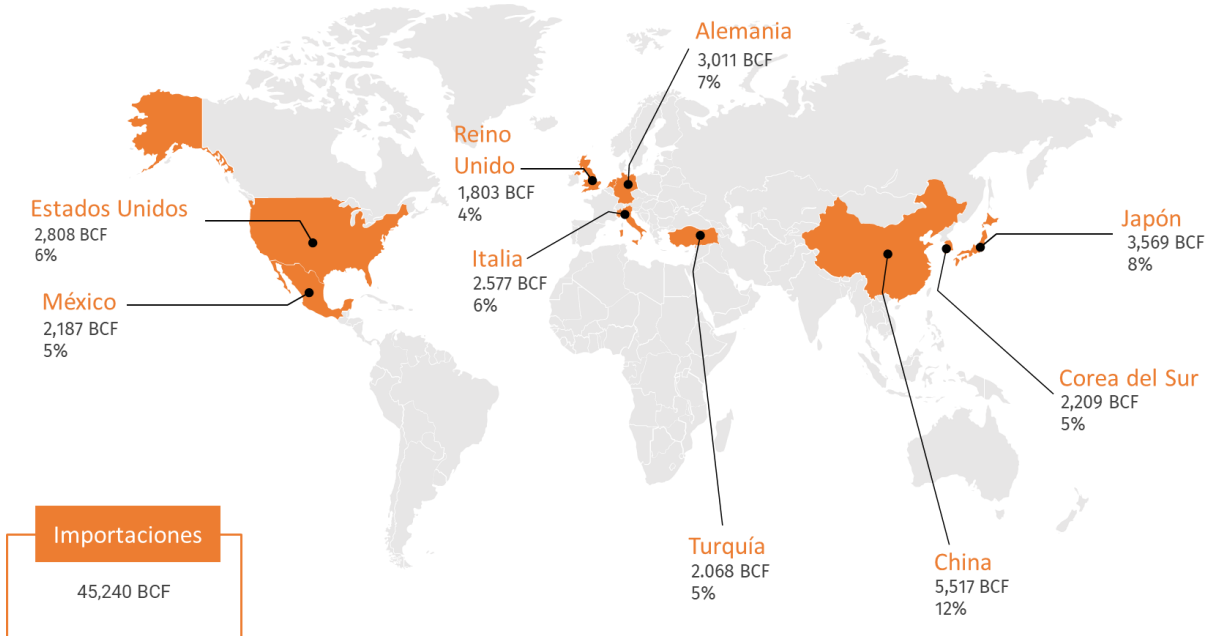 Alemania
3,011 BCF
7%
Reino
Unido
1,803 BCF
4%
Estados Unidos
2,808 BCF
6%
México
2,187 BCF
5%
Italia
2.577 BCF
6%
Japón
3,569 BCF
8%
Corea del Sur
2,209 BCF
5%
Turquía
2.068 BCF
5%
China
5,517 BCF
12%
Importaciones
45,240 BCF